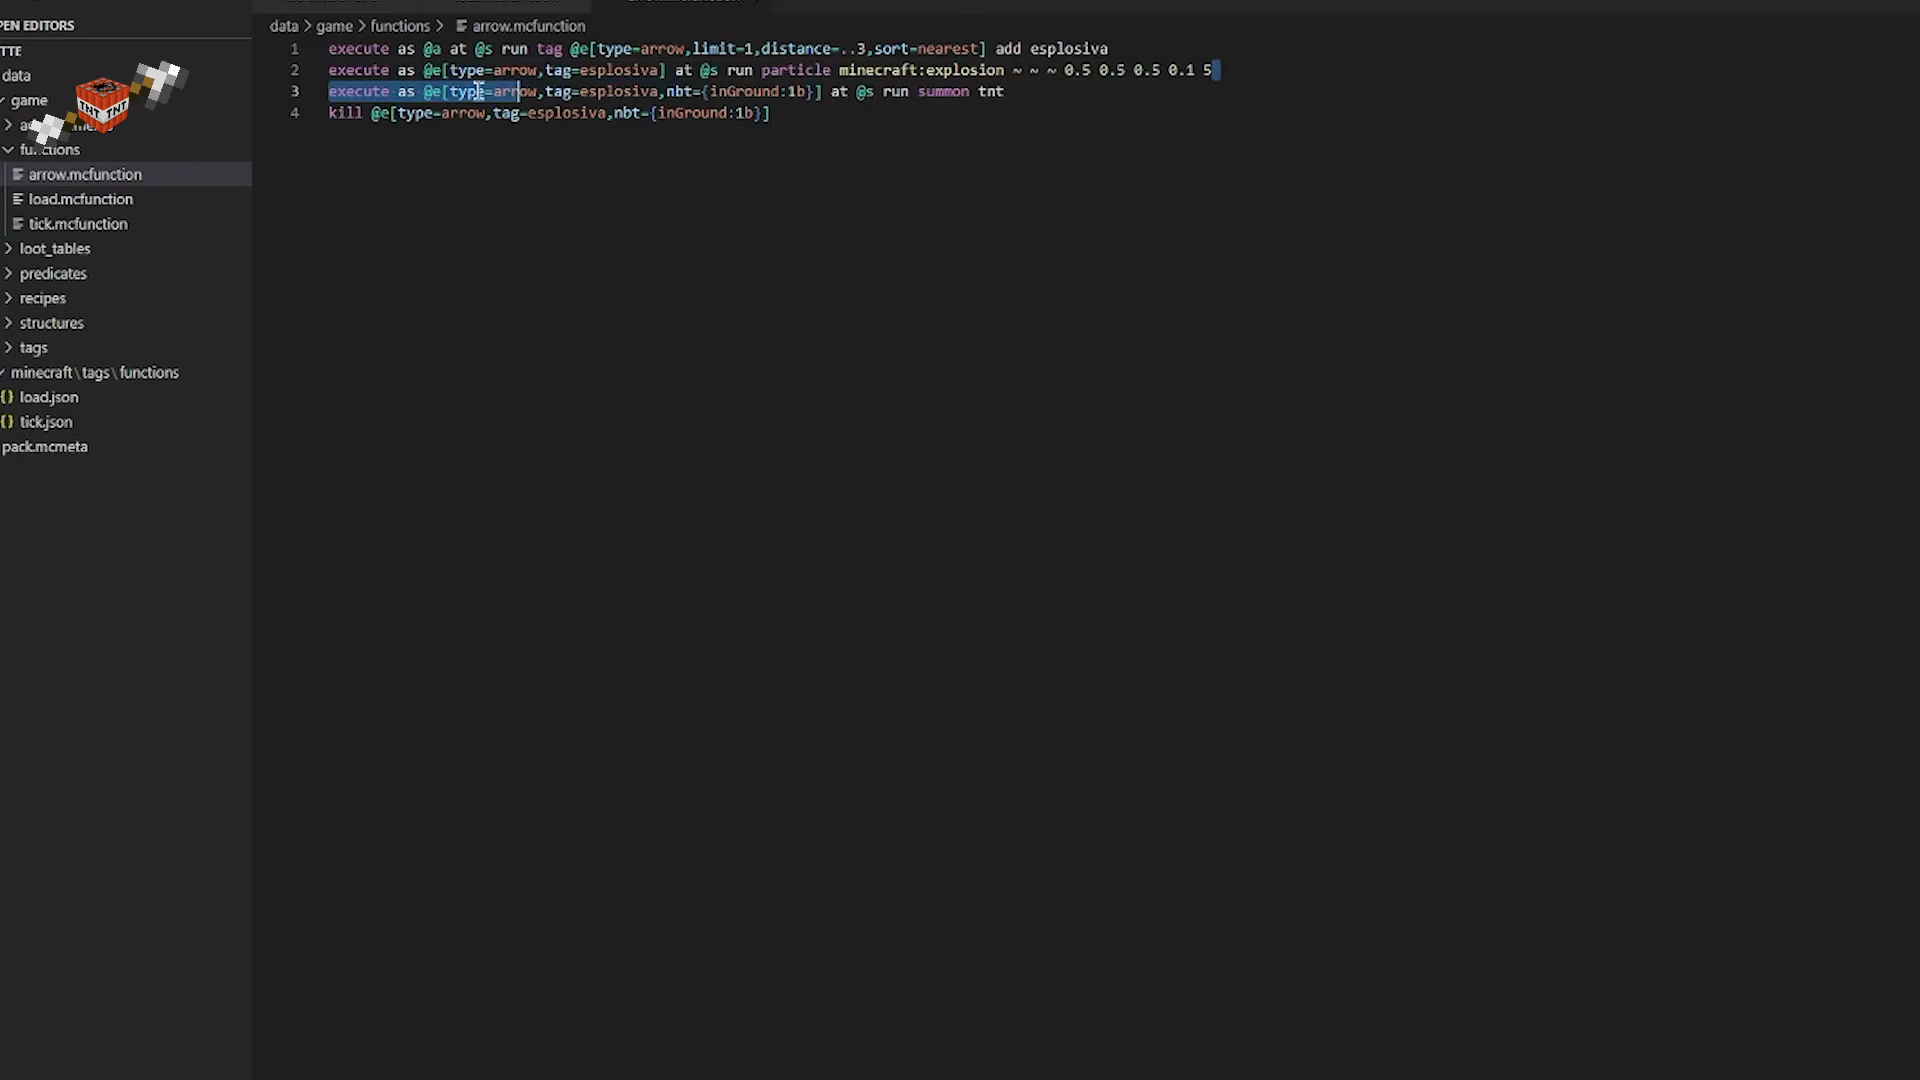 PEN EDITORS
TTE
data
game
TNT TNT
functions
arrow.mcfunction
load.mcfunction
tick.mcfunction
loot_tables
predicates
recipes
structures
tags
minecraft\tags\functions
load.json
tick.json
pack.mcmeta
data > game > functions > arrow.mcfunction
1 execute as @a at @s run tag @e[type=arrow,limit=1,distance=..3,sort=nearest] add esplosiva
2 execute as @e[type=arrow,tag=esplosiva] at @s run particle minecraft:explosion ~ ~ ~ 0.5 0.5 0.5 0.1 5
3 execute as @e[type=arrow,tag=esplosiva,nbt={inGround:1b}] at @s run summon tnt
4 kill @e[type=arrow,tag=esplosiva,nbt={inGround:1b}]